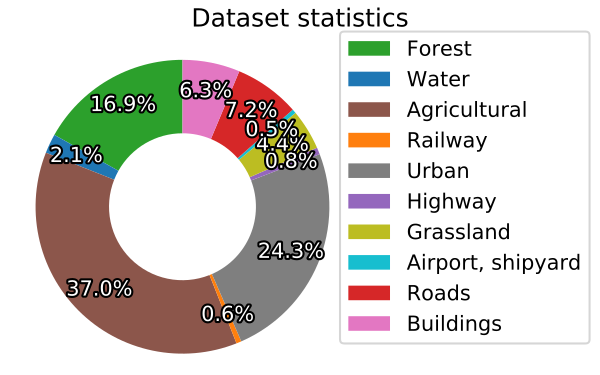 Dataset statistics
Forest
Water
Agricultural
Railway
Urban
Highway
Grassland
Airport, shipyard
Roads
Buildings
6.3%
16.9%
7.2%
0.5%
4.4%
2.1%
0.8%
24.3%
37.0%
0.6%